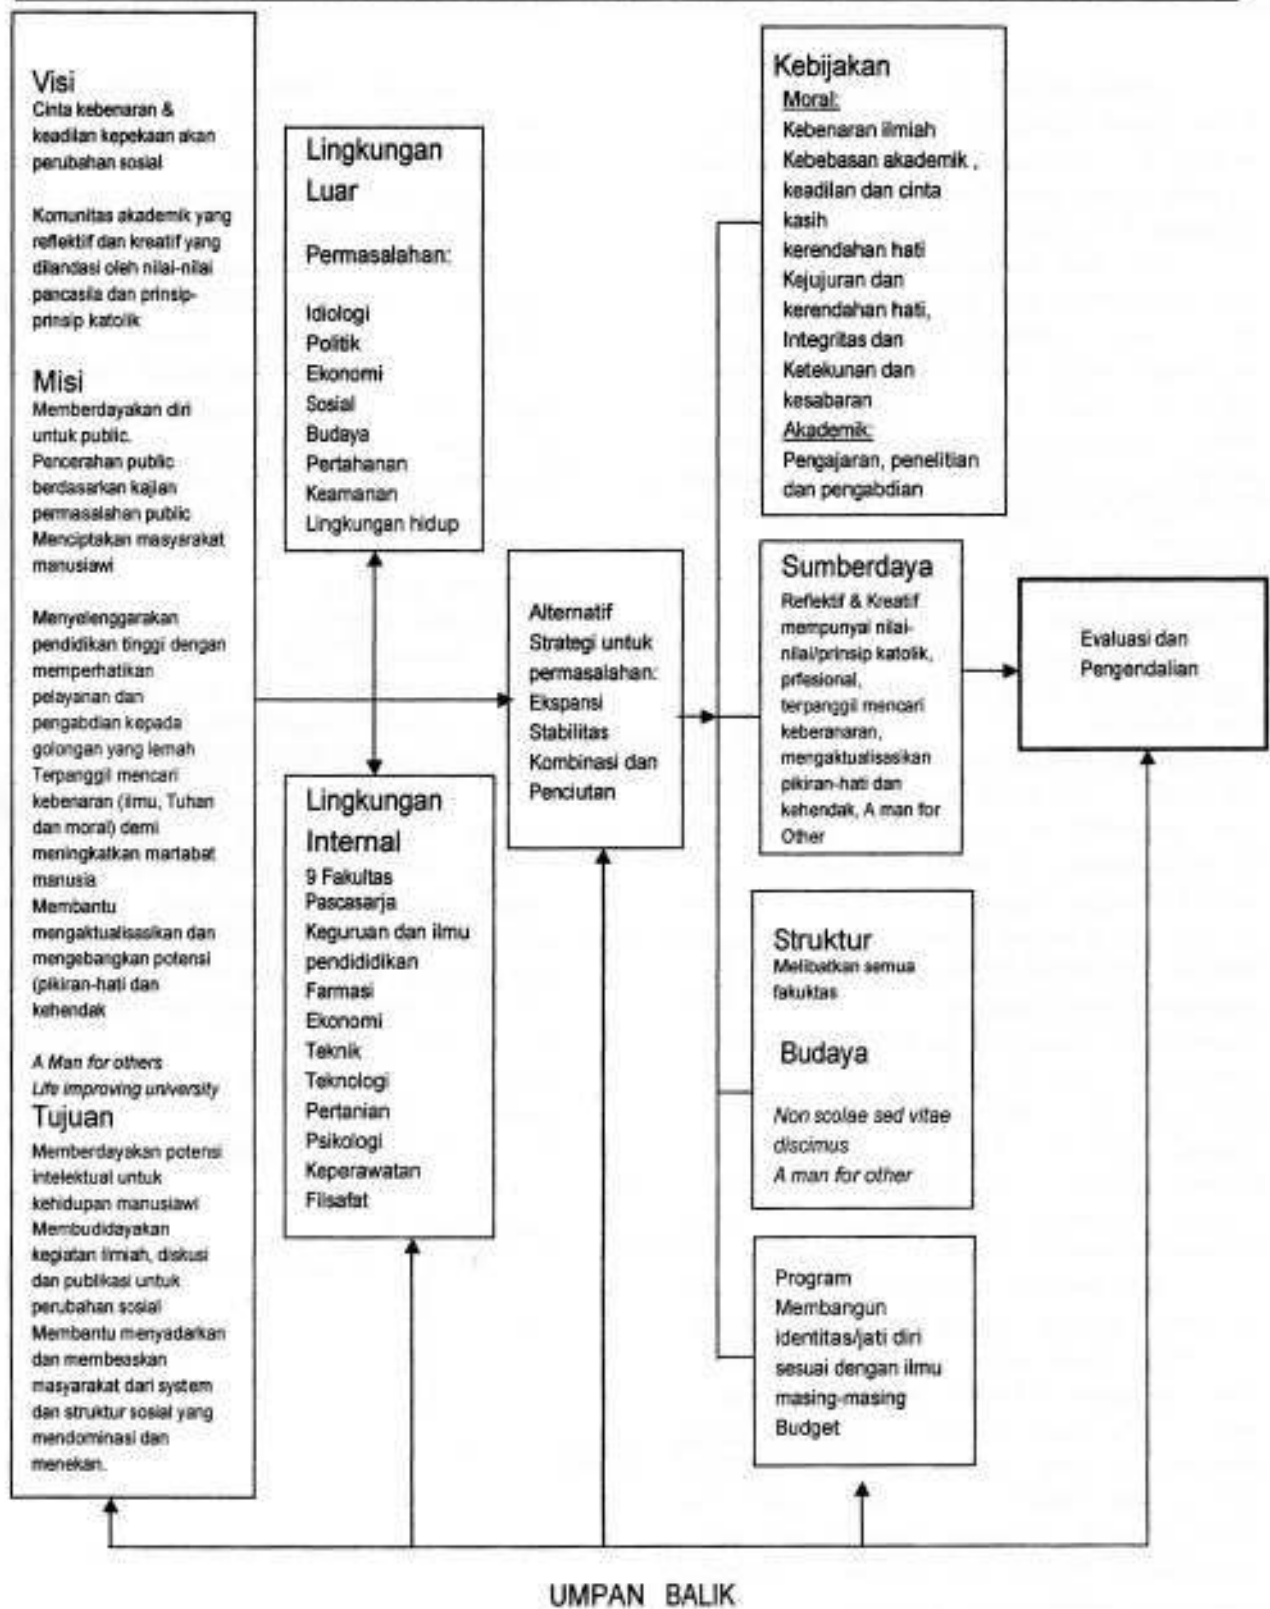 Visi
Cinta kebenaran &
keadilan kepekaan akan
perubahan sosial
Komunitas akademik yang
reflektif dan kreatif yang
dilandasi oleh nilai-nilai
pancasila dan prinsip-
prinsip katolik
Misi
Memberdayakan diri
untuk public.
Pencerahan public
berdasarkan kajian
permasalahan public
Menciptakan masyarakat
manusiawi
Menyelenggarakan
pendidikan tinggi dengan
memperhatikan
pelayanan dan
pengabdian kepada
golongan yang lemah
Terpanggil mencari
kebenaran (ilmu, Tuhan
dan moral) demi
meningkatkan martabat
manusia
Membantu
mengaktualisasikan dan
mengebangkan potensi
(pikiran-hati dan
kehendak
A Man for others
Life improving university
Tujuan
Memberdayakan potensi
intelektual untuk
kehidupan manusiawi
Membudidayakan
kegiatan ilmiah, diskusi
dan publikasi untuk
perubahan sosial
Membantu menyadarkan
dan membeaskan
masyarakat dari system
dan struktur sosial yang
mendominasi dan
menekan.
Lingkungan
Luar
Permasalahan:
Idiologi
Politik
Ekonomi
Sosial
Budaya
Pertahanan
Keamanan
Lingkungan hidup
Lingkungan
Internal
9 Fakultas
Pascasarja
Keguruan dan ilmu
pendididikan
Farmasi
Ekonomi
Teknik
Teknologi
Pertanian
Psikologi
Keperawatan
Filsafat
Alternatif
Strategi untuk
permasalahan:
Ekspansi
Stabilitas
Kombinasi dan
Penciutan
Kebijakan
Moral:
Kebenaran ilmiah
Kebebasan akademik ,
keadilan dan cinta
kasih
kerendahan hati
Kejujuran dan
kerendahan hati,
Integritas dan
Ketekunan dan
kesabaran
Akademik:
Pengajaran, penelitian
dan pengabdian
Sumberdaya
Reflektif & Kreatif
mempunyai nilai-
nilai/prinsip katolik,
prfesional,
terpanggil mencari
keberanaran,
mengaktualisasikan
pikiran-hati dan
kehendak, A man for
Other
Struktur
Melibatkan semua
fakuktas
Budaya
Non scolae sed vitae
discimus
A man for other
Program
Membangun
identitas/jati diri
sesuai dengan ilmu
masing-masing
Budget
Evaluasi dan
Pengendalian
UMPAN BALIK